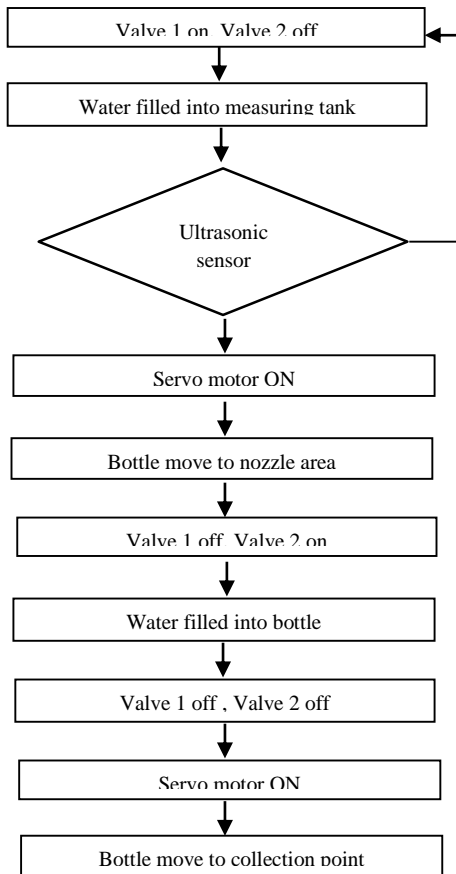 Valve 1 on, Valve 2 off
Water filled into measuring tank
Ultrasonic
sensor
Servo motor ON
Bottle move to nozzle area
Valve 1 off, Valve 2 on
Water filled into bottle
Valve 1 off , Valve 2 off
Servo motor ON
Bottle move to collection point